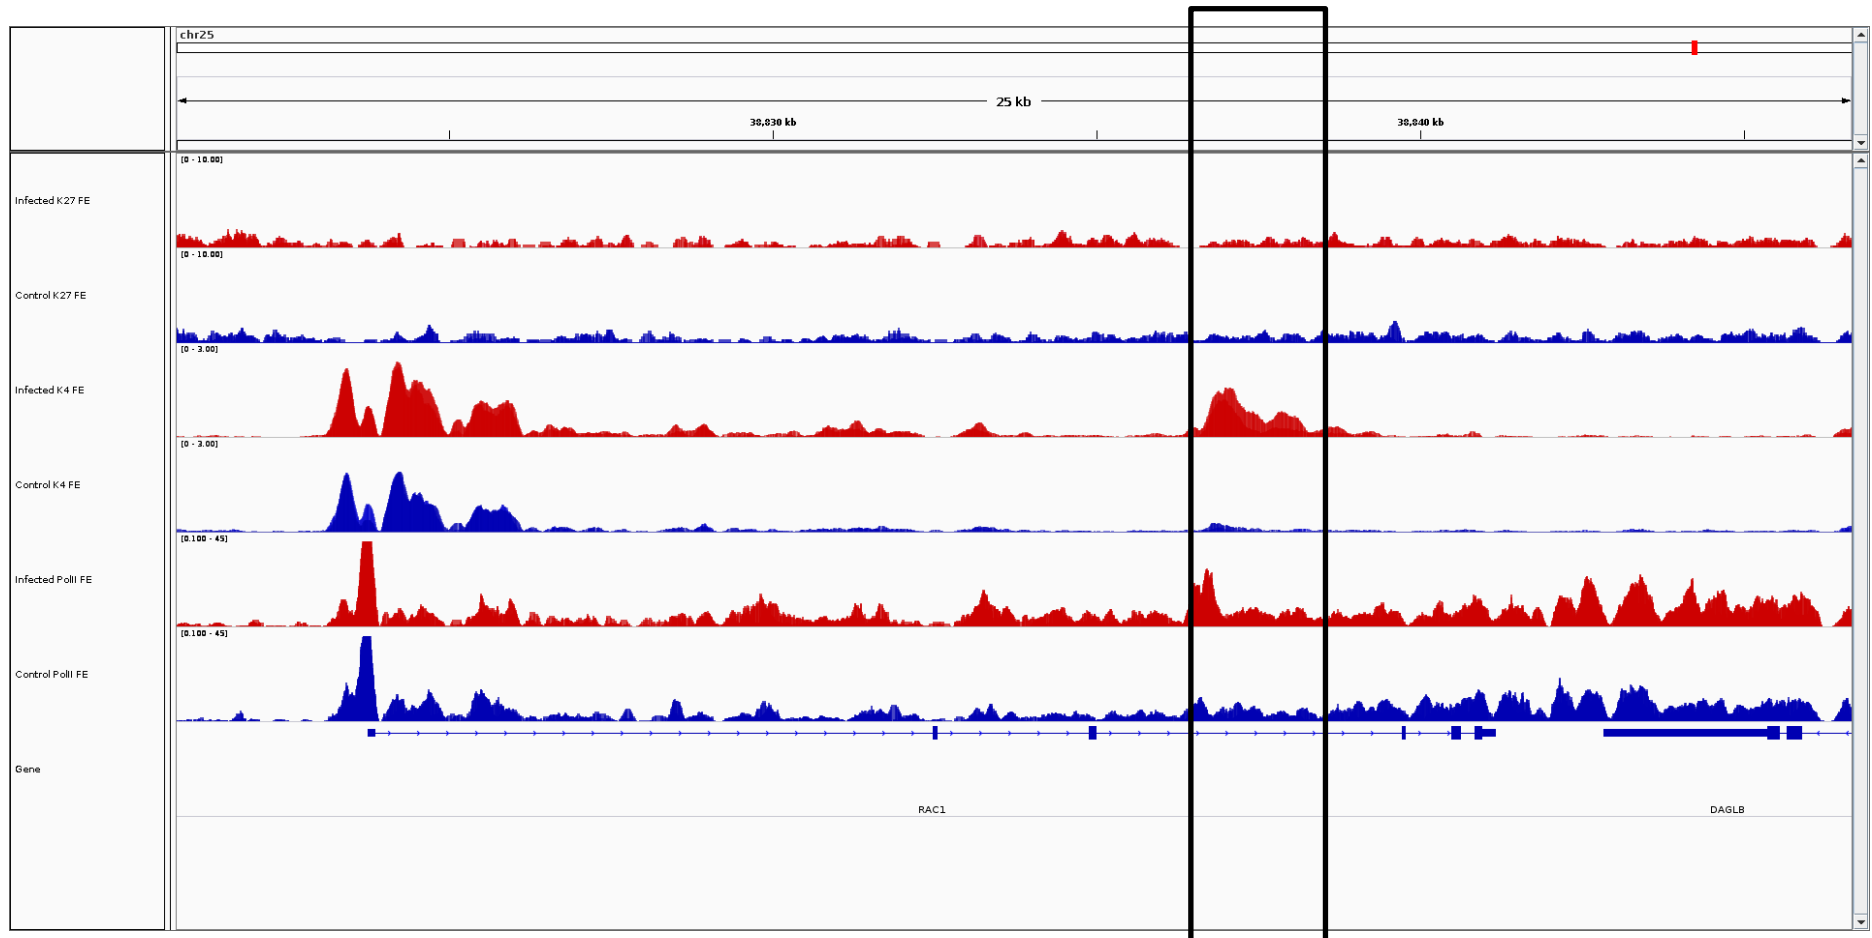 chr25
25 kb
38,830 kb
38,840 kb
[0 - 10.00]
Infected K27 FE
[0 - 10.00]
Control K27 FE
[0 - 3.00]
Infected K4 FE
[0 - 3.00]
Control K4 FE
[0.100 - 45]
Infected PolII FE
[0.100 - 45]
Control PolII FE
Gene
RAC1
DAGLB